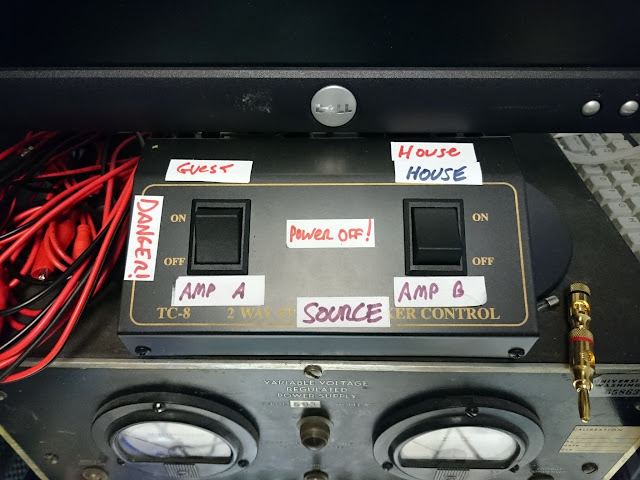 DELL
GUEST
House
HOUSE
DANGER!
ON
POWER OFF!
ON
OFF
OFF
AMP A
AMP B
SOURCE
TC-8 2 WAY CONTROL
VARIABLE VOLTAGE
REGULATED
POWER SUPPLY